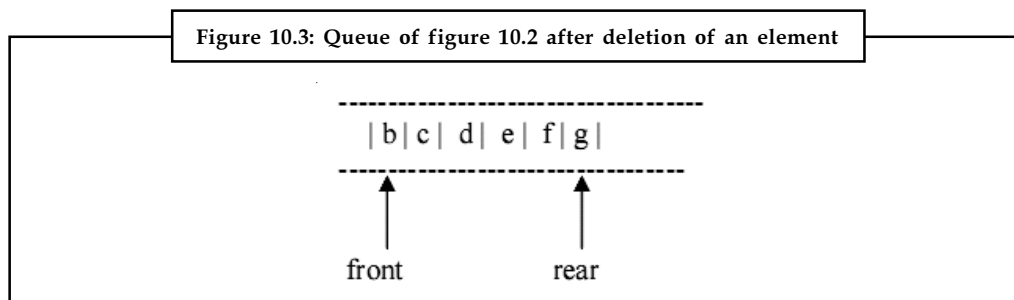 Figure 10.3: Queue of figure 10.2 after deletion of an element
| b | c | d | e | f | g |
front rear